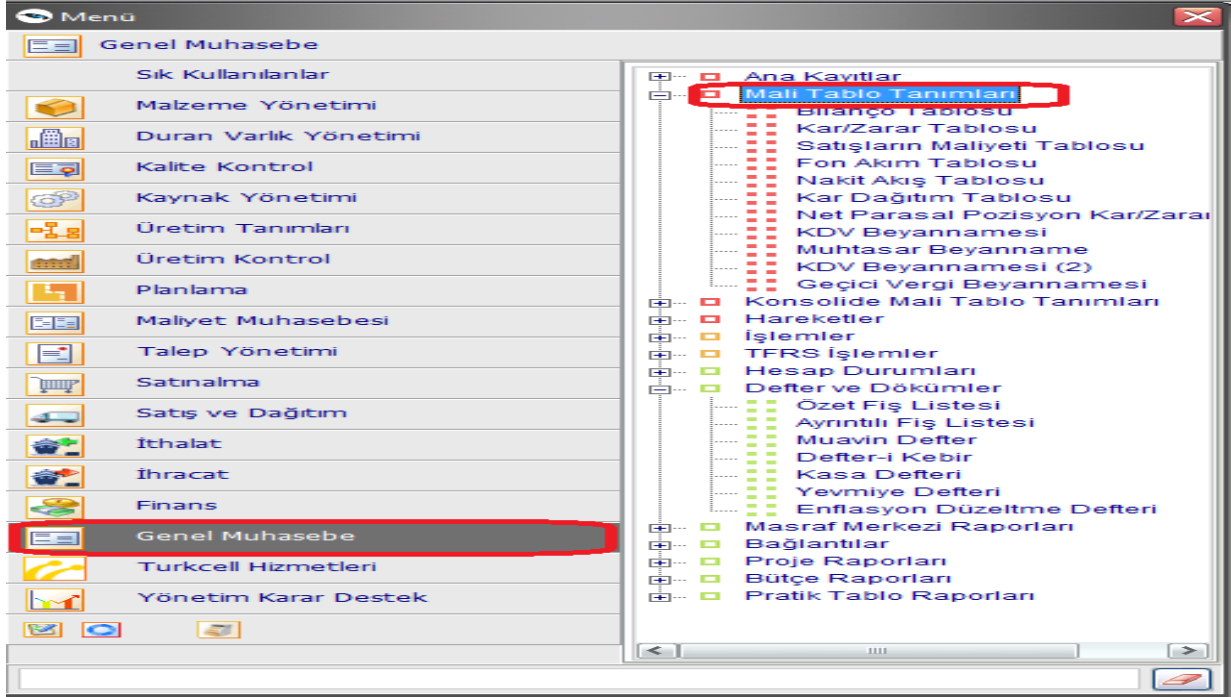 Menü
Genel Muhasebe
Sık Kullanılanlar
Malzeme Yönetimi
Duran Varlık Yönetimi
Kalite Kontrol
Kaynak Yönetimi
Üretim Tanımları
Üretim Kontrol
Planlama
Maliyet Muhasebesi
Talep Yönetimi
Satınalma
Satış ve Dağıtım
İthalat
İhracat
Finans
Genel Muhasebe
Turkcell Hizmetleri
Yönetim Karar Destek
Ana Kayıtlar
Mali Tablo Tanımları
Bilanço Tablosu
Kar/Zarar Tablosu
Satışların Maliyeti Tablosu
Fon Akım Tablosu
Nakit Akış Tablosu
Kar Dağıtım Tablosu
Net Parasal Pozisyon Kar/Zarar
KDV Beyannamesi
Muhtasar Beyanname
KDV Beyannamesi (2)
Geçici Vergi Beyannamesi
Konsolide Mali Tablo Tanımları
Hareketler
İşlemler
TFRS İşlemler
Hesap Durumları
Defter ve Dökümler
Özet Fiş Listesi
Ayrıntılı Fiş Listesi
Muavin Defter
Defter-i Kebir
Kasa Defteri
Yevmiye Defteri
Enflasyon Düzeltme Defteri
Masraf Merkezi Raporları
Bağlantılar
Proje Raporları
Bütçe Raporları
Pratik Tablo Raporları